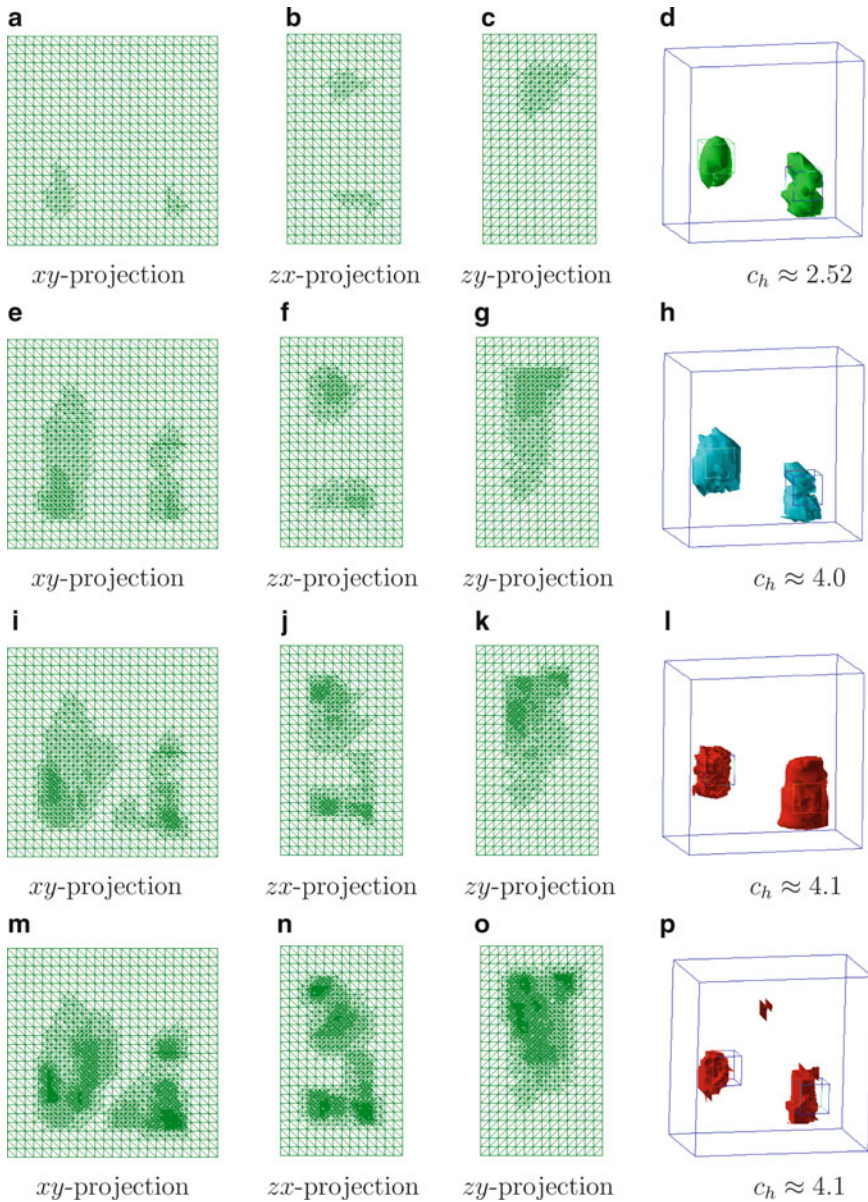 a b c d
xy-projection zx-projection zy-projection c_h ≈ 2.52
e f g h
xy-projection zx-projection zy-projection c_h ≈ 4.0
i j k l
xy-projection zx-projection zy-projection c_h ≈ 4.1
m n o p
xy-projection zx-projection zy-projection c_h ≈ 4.1